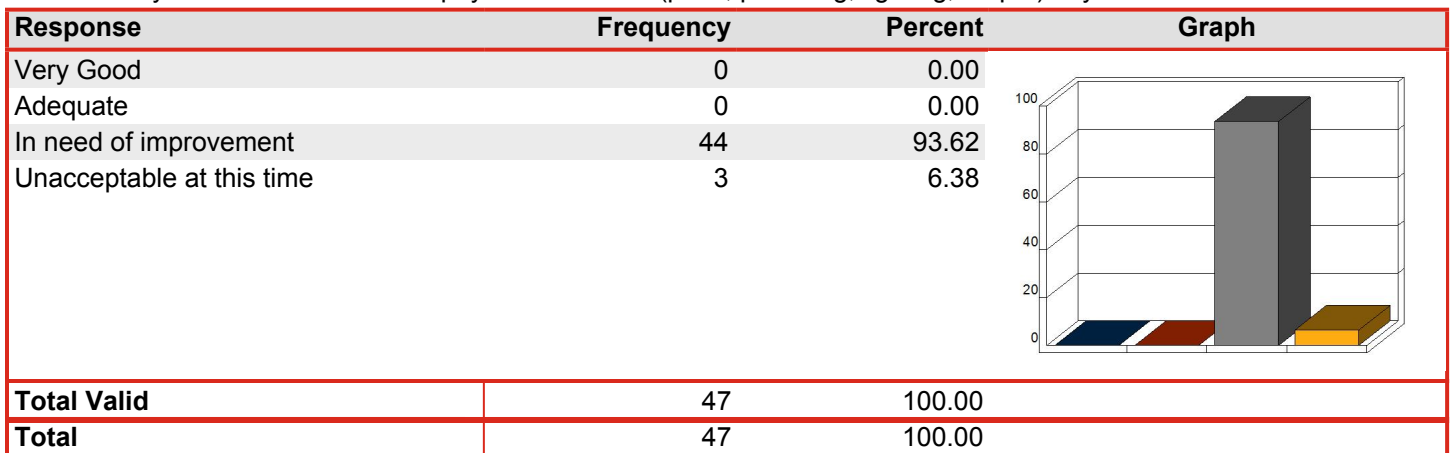 Response Frequency Percent Graph
Very Good 0 0.00
Adequate 0 0.00
In need of improvement 44 93.62
Unacceptable at this time 3 6.38
100
80
60
40
20
0
Total Valid 47 100.00
Total 47 100.00